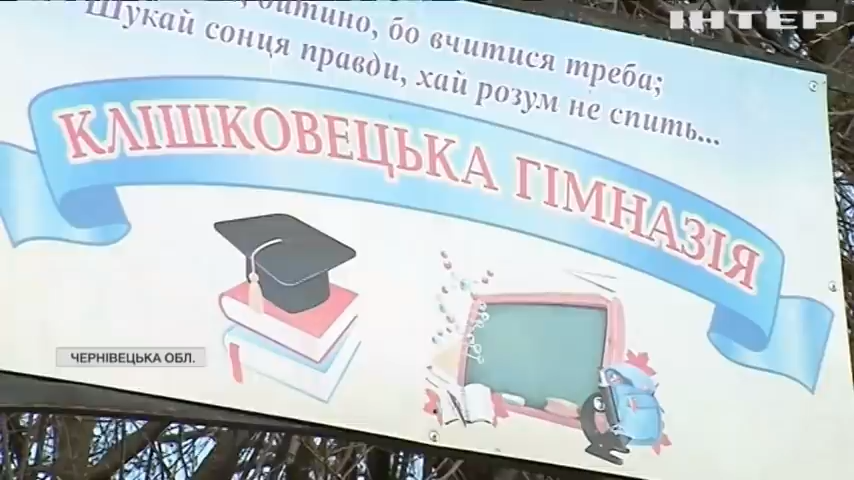 ІНТЕР
дитино, бо вчитися треба;
Шукай сонця правди, хай розум не спить...
КЛІШКОВЕЦЬКА ГІМНАЗІЯ
ЧЕРНІВЕЦЬКА ОБЛ.